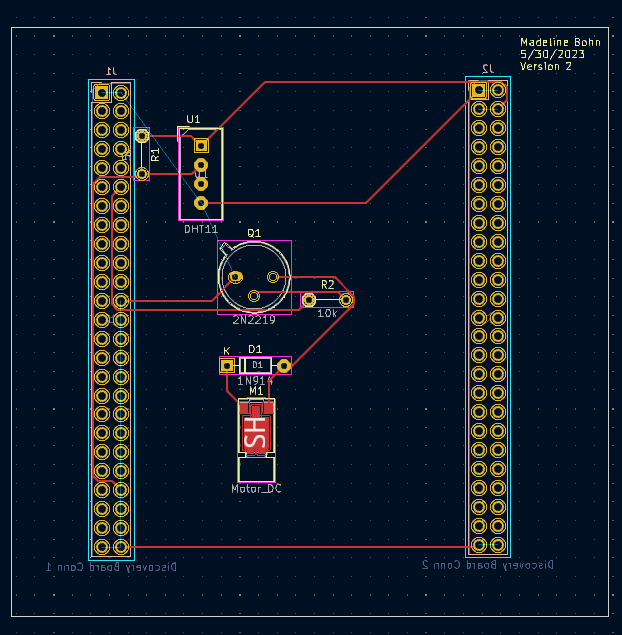 Madeline Bohn
5/30/2023
Version 2
J1
J2
U1
R1
DHT11
Q1
R2
10k
2N2219
K
D1
D1
1N914
M1
SH
Motor_DC
Discovery Board Conn 1
Discovery Board Conn 2